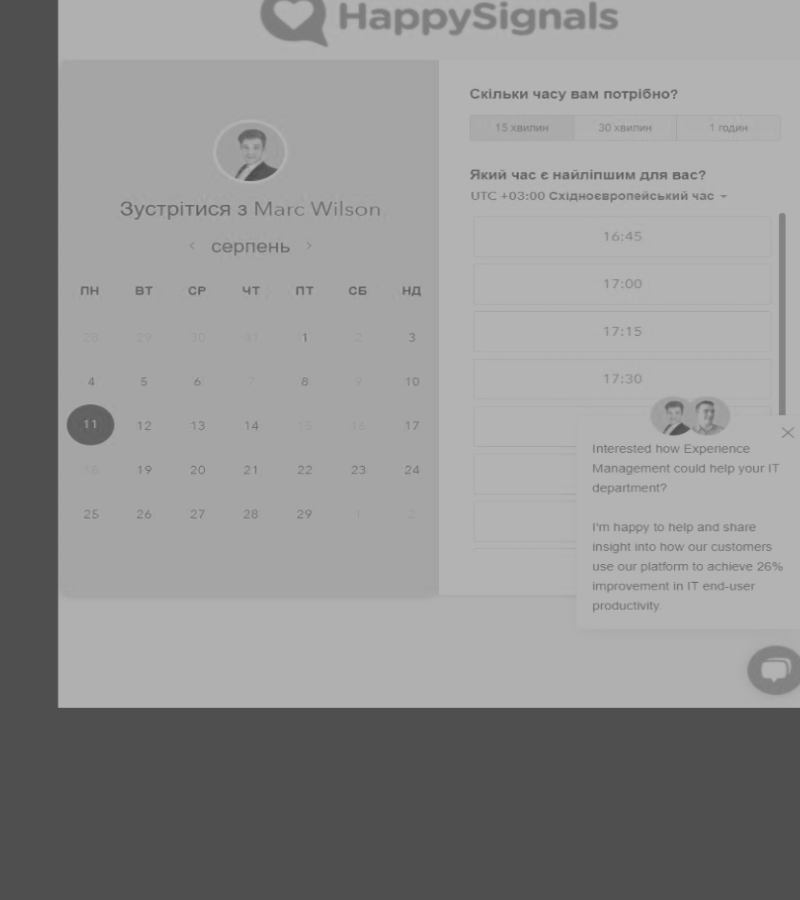 HappySignals
Зустрітися з Marc Wilson
серпень
ПН ВТ СР ЧТ ПТ СБ НД
28 29 30 31 1 2 3
4 5 6 7 8 9 10
11 12 13 14 15 16 17
18 19 20 21 22 23 24
25 26 27 28 29 1 2
Скільки часу вам потрібно?
15 хвилин 30 хвилин 1 годин
Який час є найліпшим для вас?
UTC +03:00 Східноєвропейський час
16:45
17:00
17:15
17:30
Interested how Experience
Management could help your IT
department?
I'm happy to help and share
insight into how our customers
use our platform to achieve 26%
improvement in IT end-user
productivity.